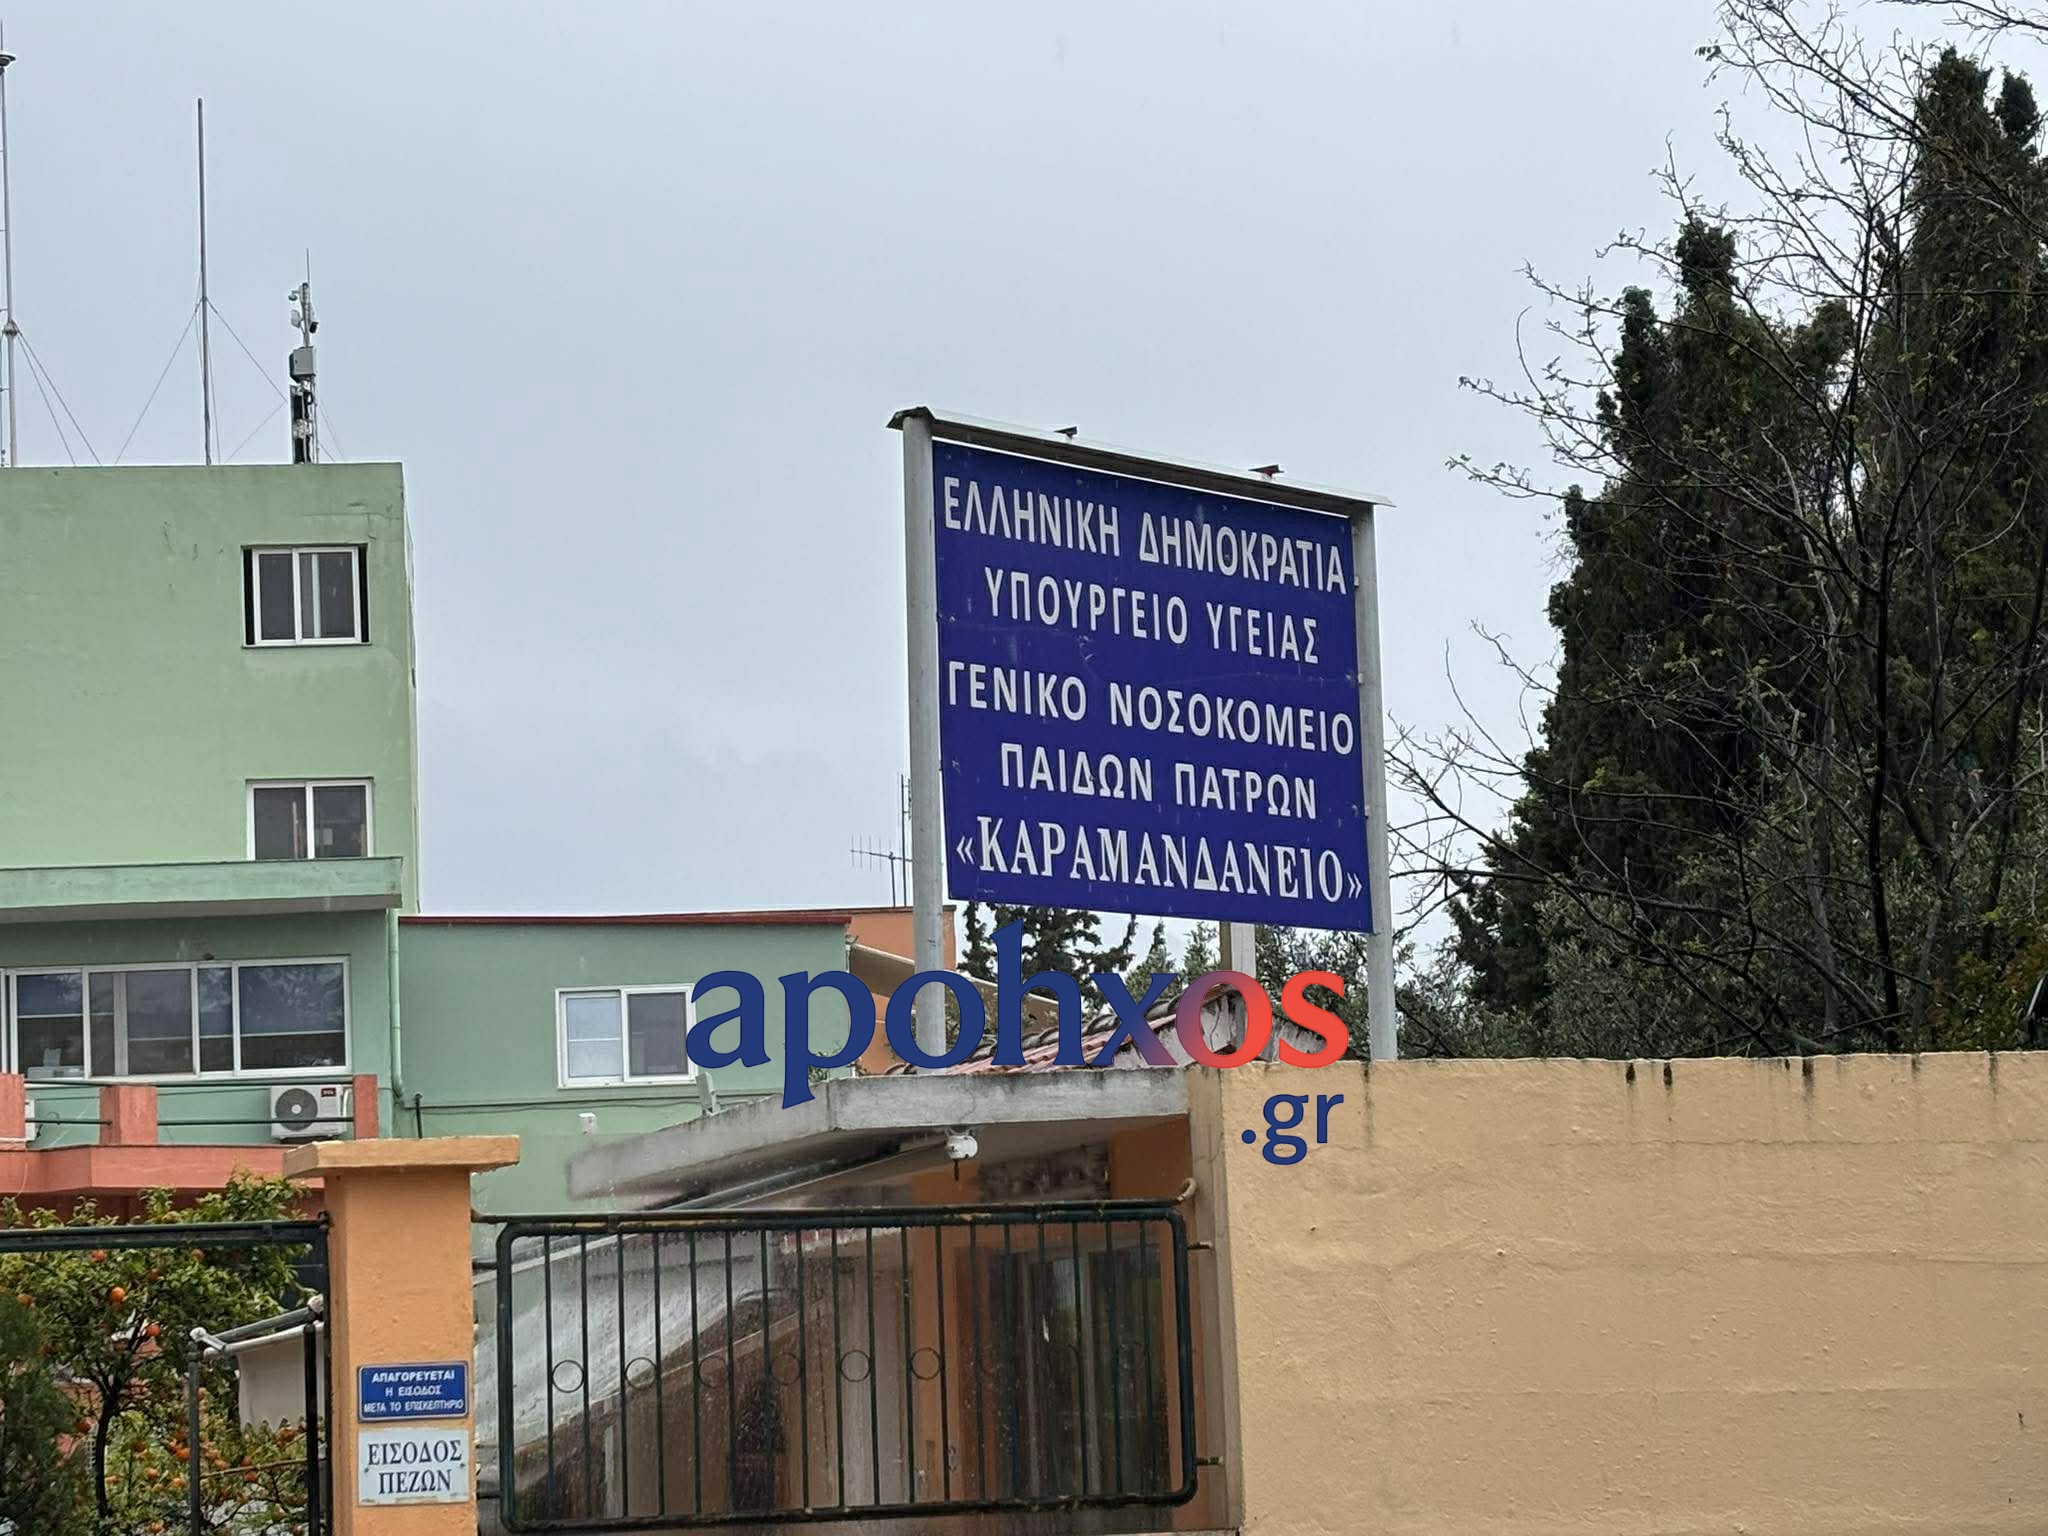 ΕΛΛΗΝΙΚΗ ΔΗΜΟΚΡΑΤΙΑ
ΥΠΟΥΡΓΕΙΟ ΥΓΕΙΑΣ
ΓΕΝΙΚΟ ΝΟΣΟΚΟΜΕΙΟ
ΠΑΙΔΩΝ ΠΑΤΡΩΝ
«ΚΑΡΑΜΑΝΔΑΝΕΙΟ»
apohxos
.gr
ΑΠΑΓΟΡΕΥΕΤΑΙ
Η ΕΙΣΟΔΟΣ
ΜΕΤΑ ΤΟ ΕΠΙΣΚΕΠΤΗΡΙΟ
ΕΙΣΟΔΟΣ
ΠΕΖΩΝ